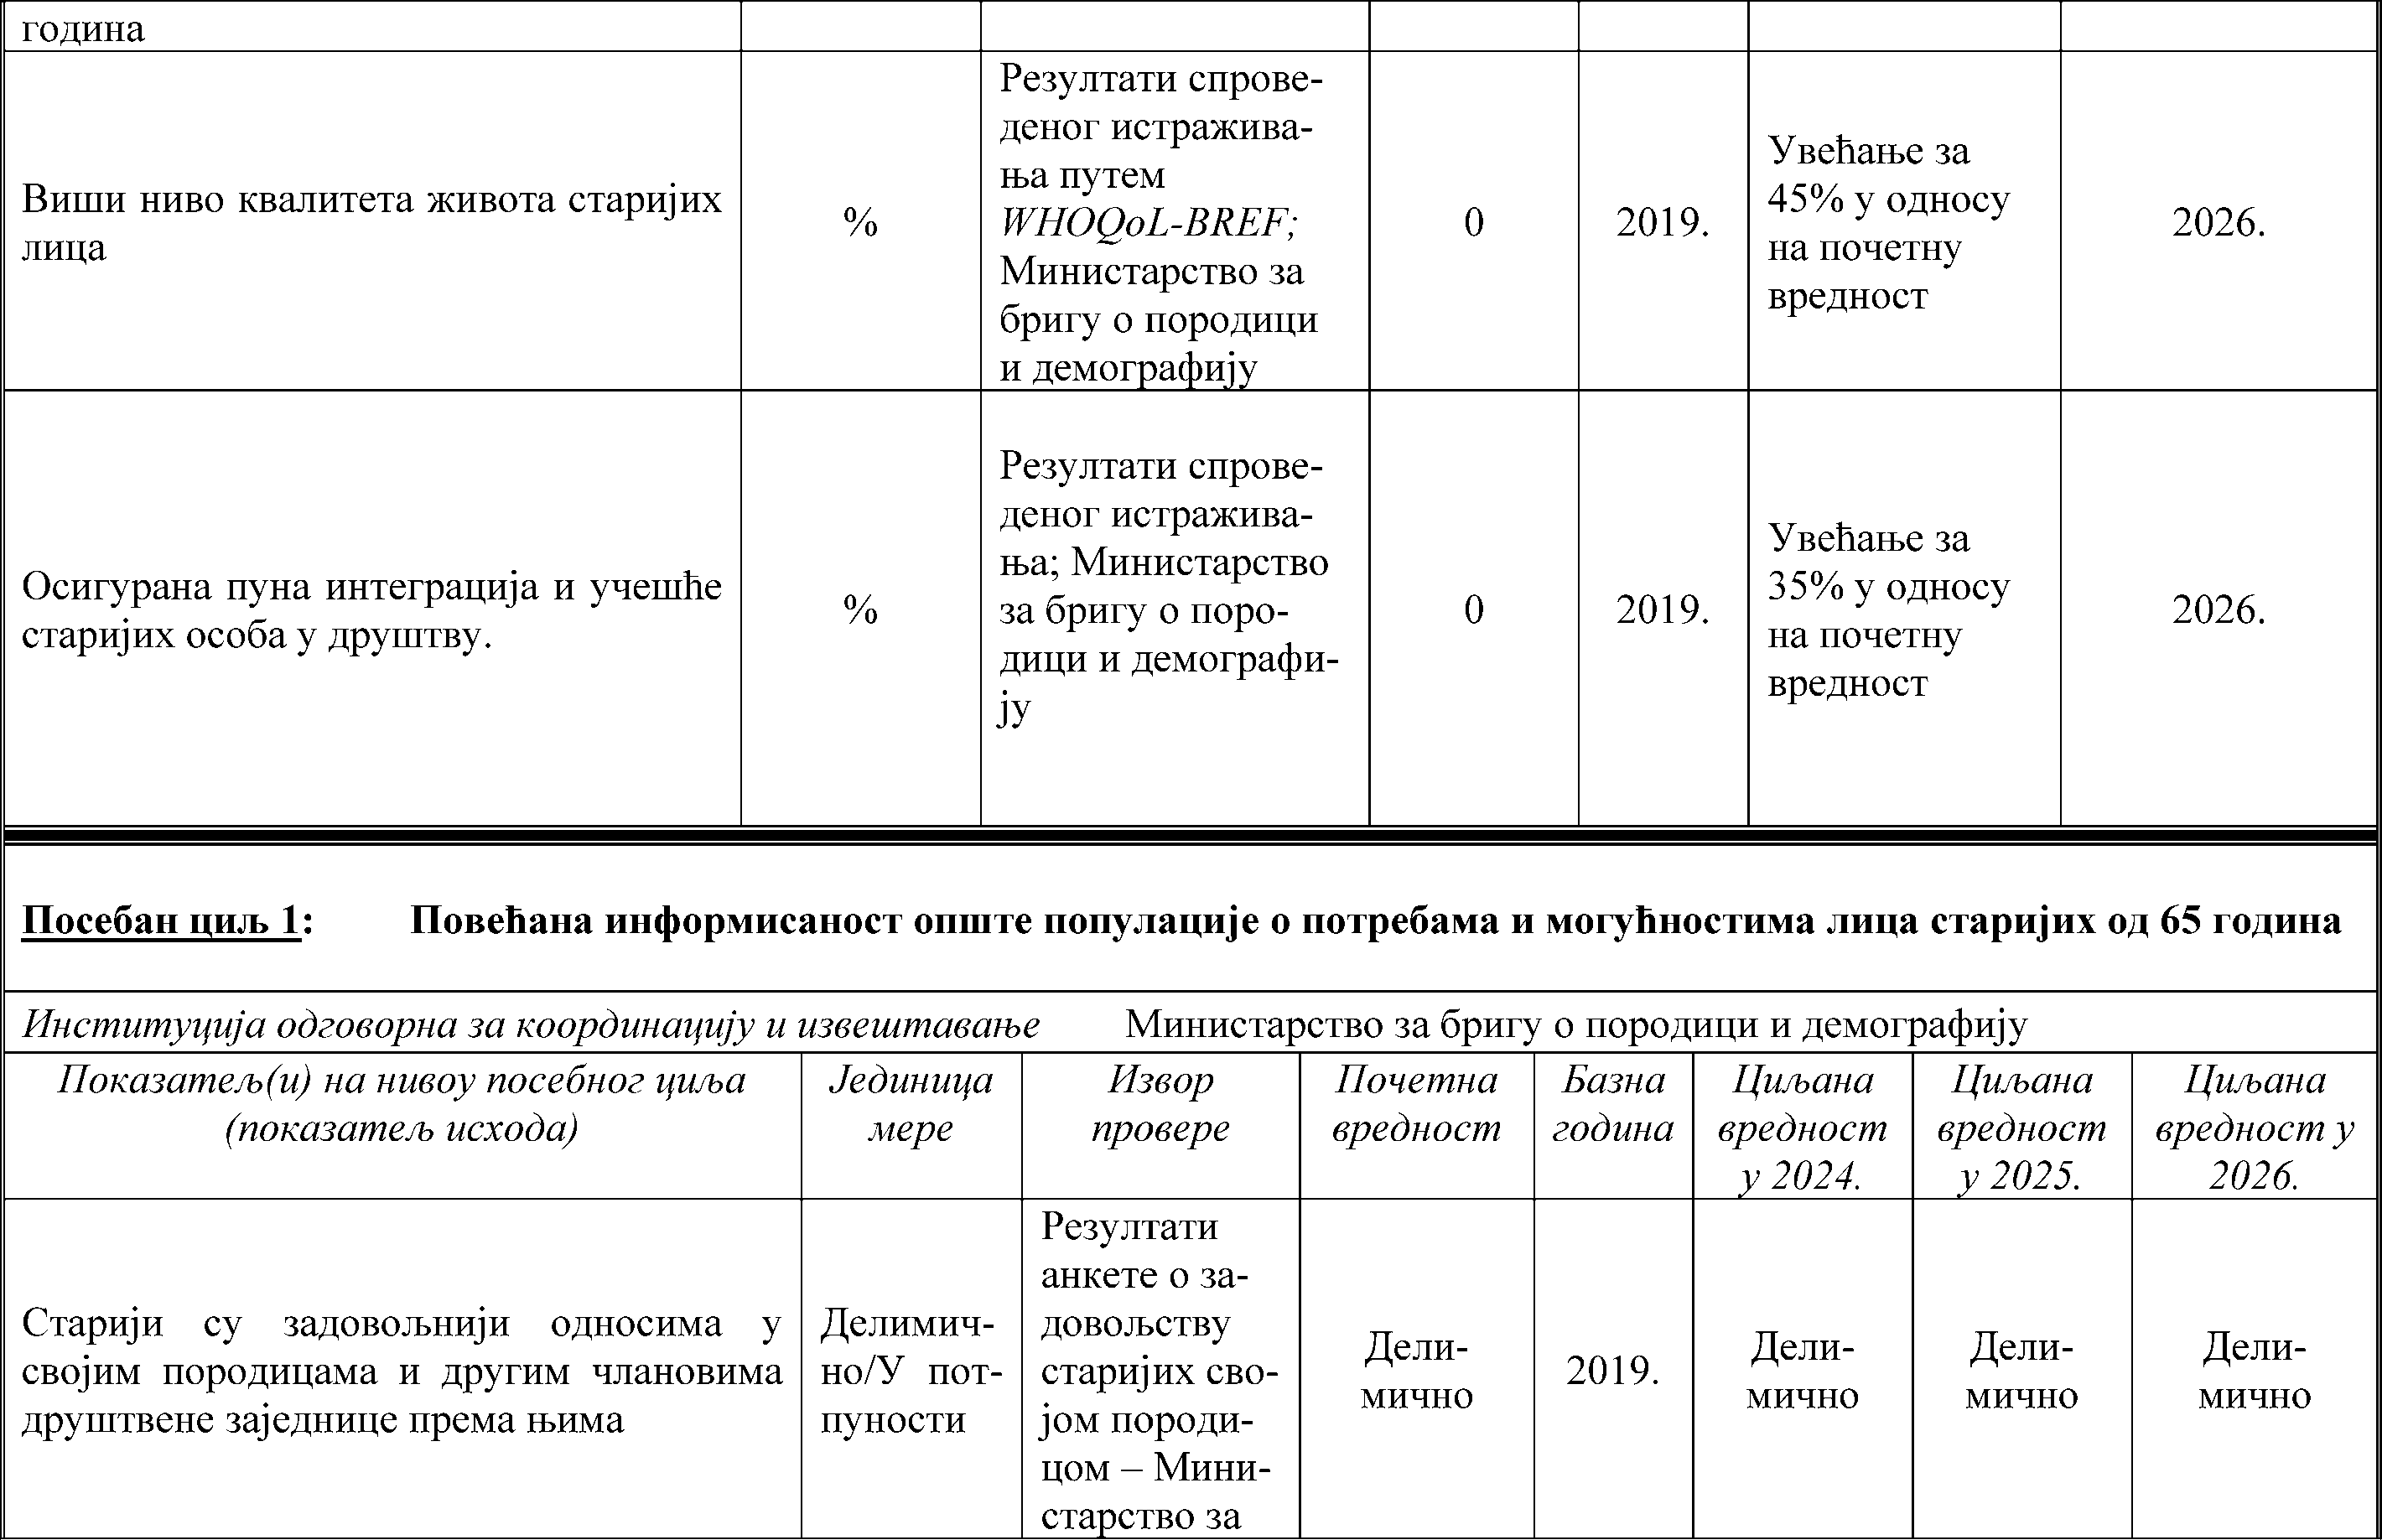 година
Виши ниво квалитета живота старијих
лица
%
Резултати спрове-
деног истражива-
ња путем
WHOQoL-BREF;
Министарство за
бригу о породици
и демографију
0
2019.
Увећање за
45% у односу
на почетну
вредност
2026.
Осигурана пуна интеграција и учешће
старијих особа у друштву.
%
Резултати спрове-
деног истражива-
ња; Министарство
за бригу о поро-
дици и демографи-
ју
0
2019.
Увећање за
35% у односу
на почетну
вредност
2026.
Посебан циљ 1: Повећана информисаност опште популације о потребама и могућностима лица старијих од 65 година
Институција одговорна за координацију и извештавање Министарство за бригу о породици и демографију
Показатељ(и) на нивоу посебног циља
(показатељ исхода)
Јединица
мере
Извор
провере
Почетна
вредност
Базна
година
Циљана
вредност
у 2024.
Циљана
вредност
у 2025.
Циљана
вредност у
2026.
Старији су задовољнији односима у
својим породицама и другим члановима
друштвене заједнице према њима
Делимич-
но/У пот-
пуности
Резултати
анкете о за-
довољству
старијих сво-
јом породи-
цом – Мини-
старство за
Дели-
мично
2019.
Дели-
мично
Дели-
мично
Дели-
мично